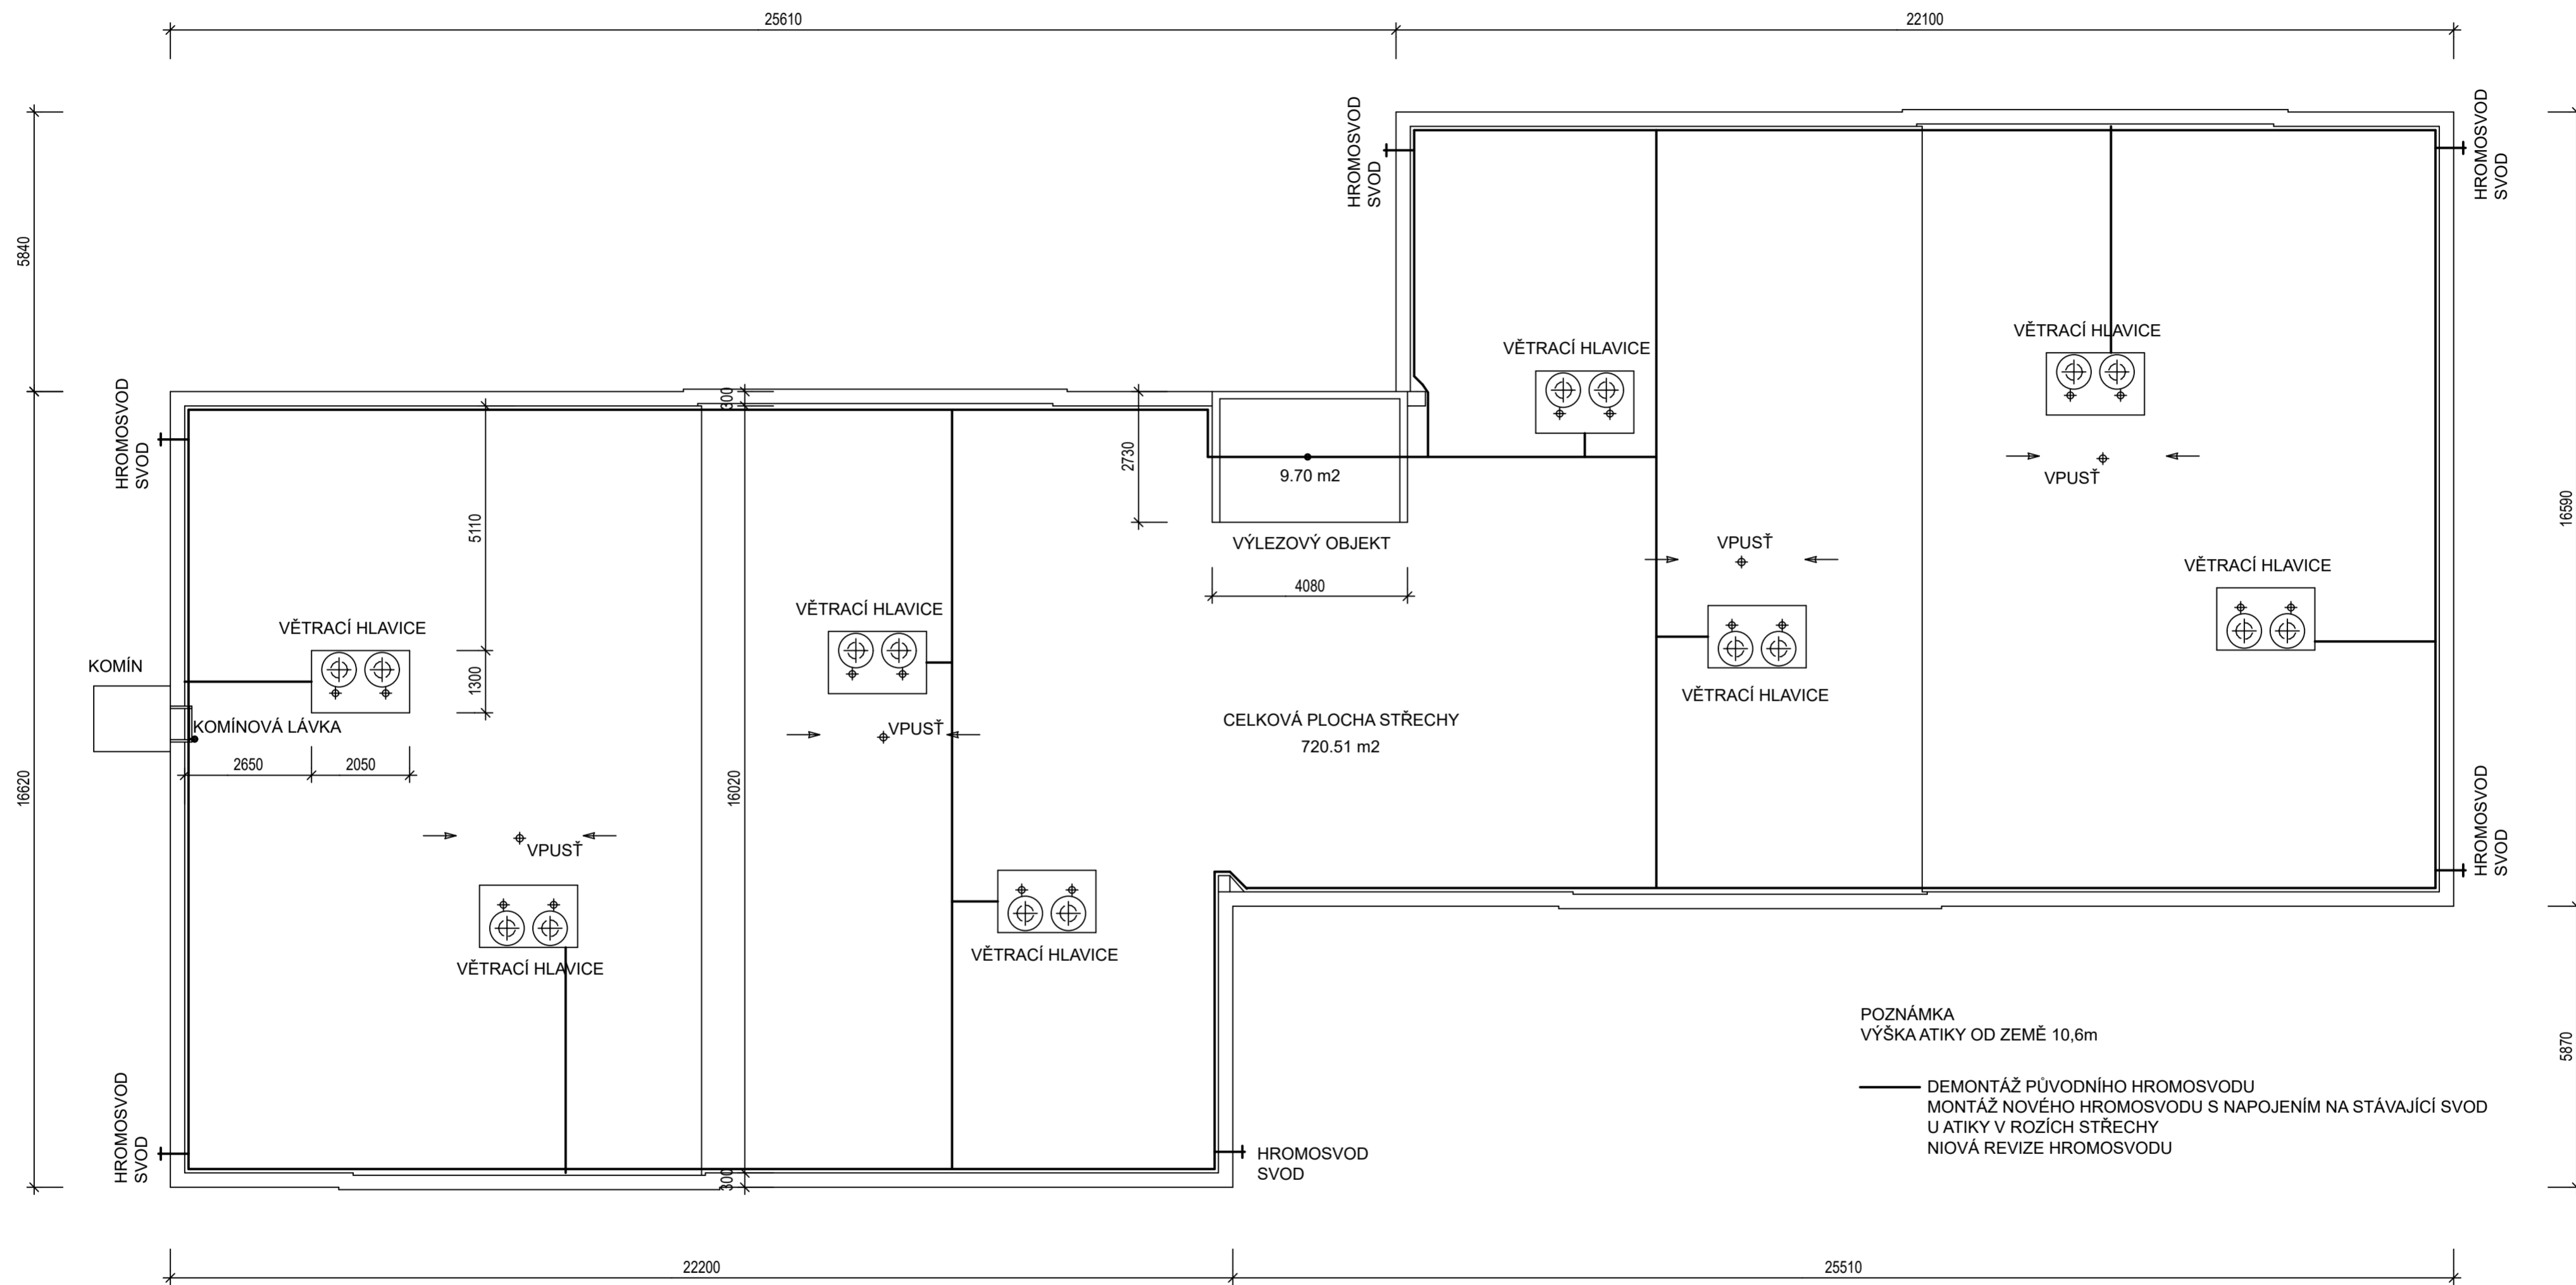 25610
22100
HROMOSVOD
SVOD
HROMOSVOD
SVOD
5840
HROMOSVOD
SVOD
300
2730
9.70 m2
VÝLEZOVÝ OBJEKT
4080
VĚTRACÍ HLAVICE
VĚTRACÍ HLAVICE
VPUSŤ
16590
VPUSŤ
VĚTRACÍ HLAVICE
5110
VĚTRACÍ HLAVICE
VĚTRACÍ HLAVICE
KOMÍN
1300
VĚTRACÍ HLAVICE
KOMÍNOVÁ LÁVKA
VPUSŤ
CELKOVÁ PLOCHA STŘECHY
720.51 m2
2650
2050
16620
16020
HROMOSVOD
SVOD
VPUSŤ
VĚTRACÍ HLAVICE
VĚTRACÍ HLAVICE
POZNÁMKA
VÝŠKA ATIKY OD ZEMĚ 10,6m
5870
DEMONTÁŽ PŮVODNÍHO HROMOSVODU
MONTÁŽ NOVÉHO HROMOSVODU S NAPOJENÍM NA STÁVAJÍCÍ SVOD
U ATIKY V ROZÍCH STŘECHY
NIOVÁ REVIZE HROMOSVODU
HROMOSVOD
SVOD
300
HROMOSVOD
SVOD
22200
25510